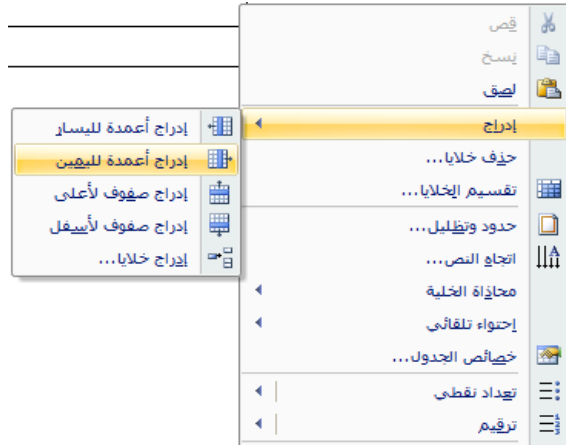 قص
نسخ
لصق
إدراج
حذف خلايا...
تقسيم الخلايا...
حدود وتظليل...
اتجاه النص...
محاذاة الخلية
إحتواء تلقائي
خصائص الجدول...
تعداد نقطي
ترقيم
إدراج أعمدة لليسار
إدراج أعمدة لليمين
إدراج صفوف لأعلى
إدراج صفوف لأسفل
إدراج خلايا...